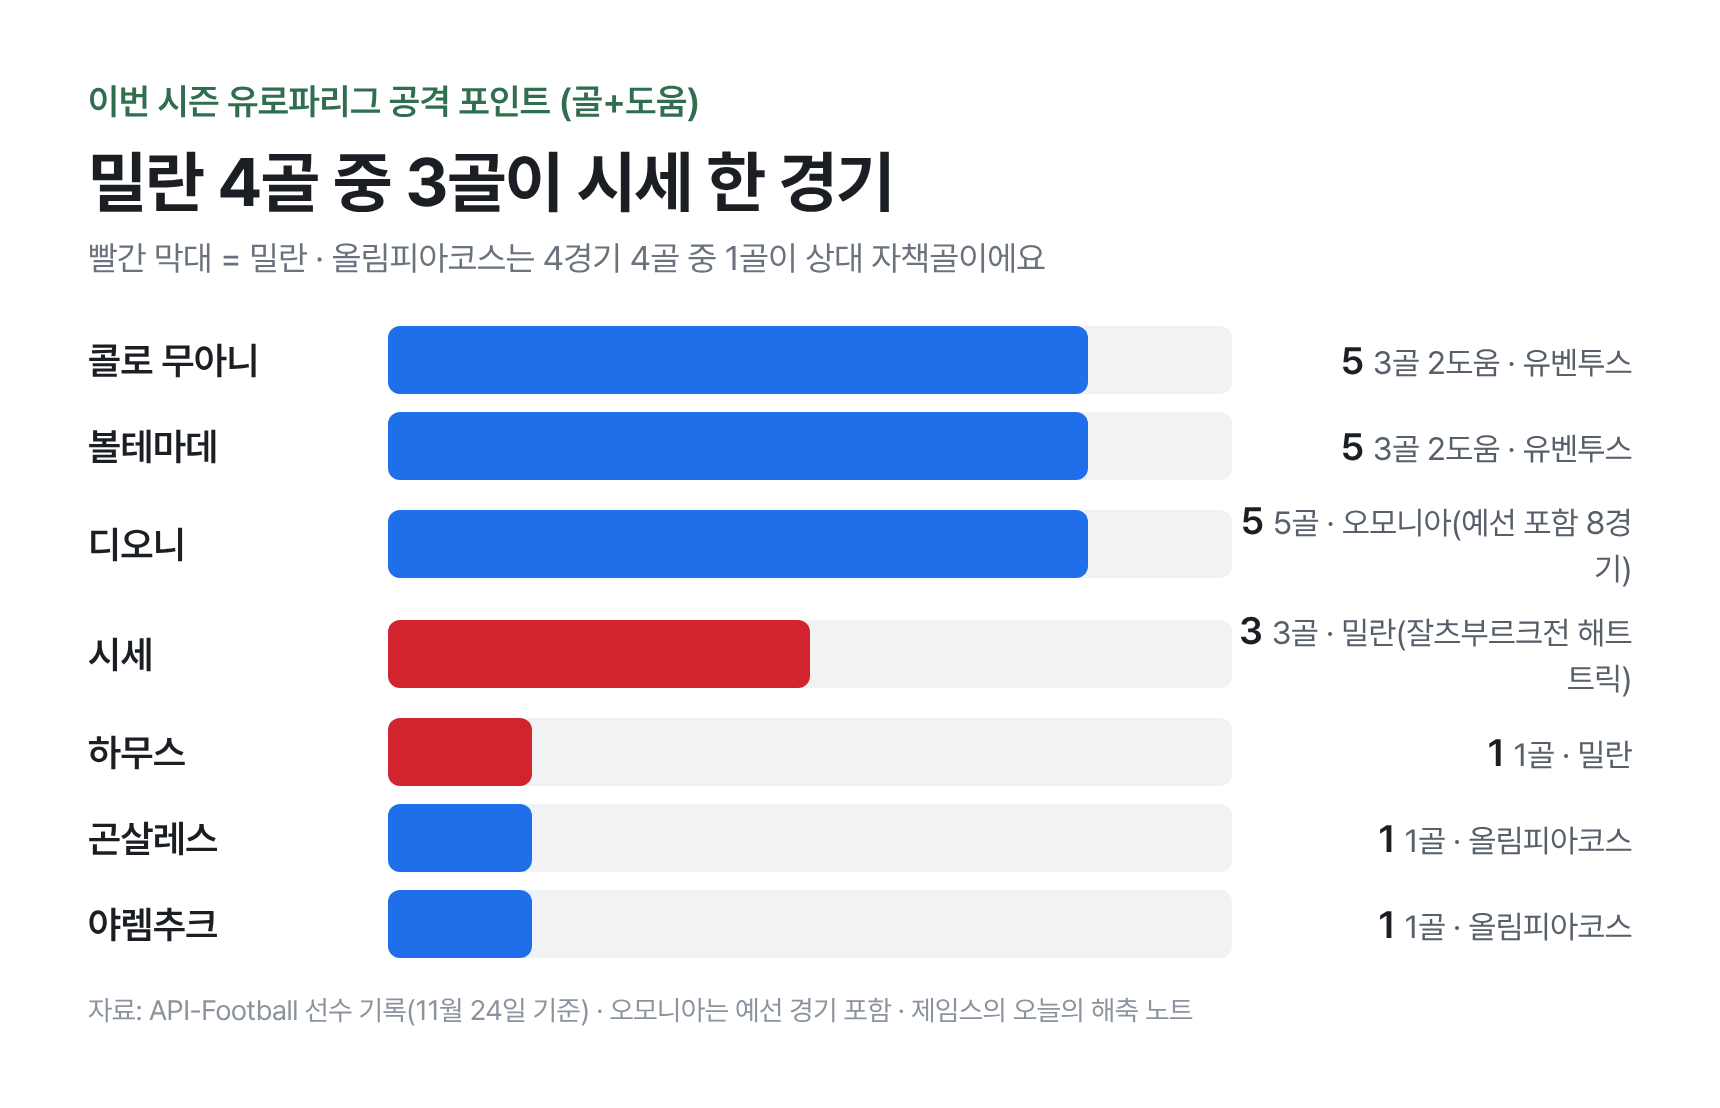 이번 시즌 유로파리그 공격 포인트 (골+도움)
밀란 4골 중 3골이 시세 한 경기
빨간 막대 = 밀란 · 올림피아코스는 4경기 4골 중 1골이 상대 자책골이에요
콜로 무아니 5 3골 2도움 · 유벤투스
볼테마데 5 3골 2도움 · 유벤투스
디오니 5 5골 · 오모니아(예선 포함 8경
기)
시세 3 3골 · 밀란(잘츠부르크전 해트
트릭)
하무스 1 1골 · 밀란
곤살레스 1 1골 · 올림피아코스
야렘추크 1 1골 · 올림피아코스
자료: API-Football 선수 기록(11월 24일 기준) · 오모니아는 예선 경기 포함 · 제임스의 오늘의 해축 노트